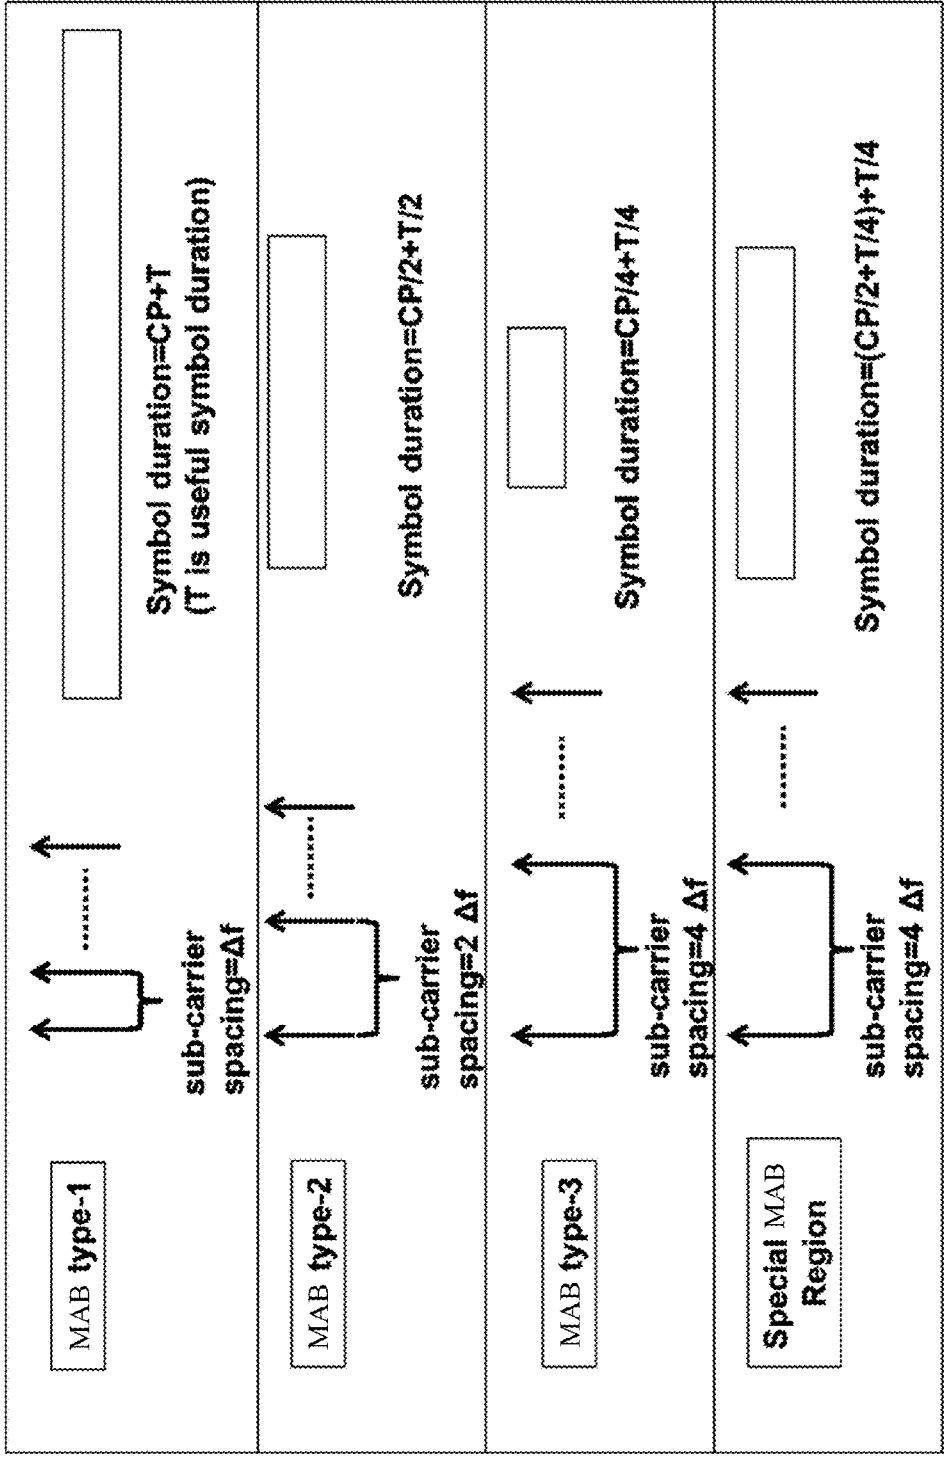 MAB type-1
sub-carrier
spacing=Δf
Symbol duration=CP+T
(T is useful symbol duration)
MAB type-2
sub-carrier
spacing=2 Δf
Symbol duration=CP/2+T/2
MAB type-3
sub-carrier
spacing=4 Δf
Symbol duration=CP/4+T/4
Special MAB
Region
sub-carrier
spacing=4 Δf
Symbol duration=(CP/2+T/4)+T/4